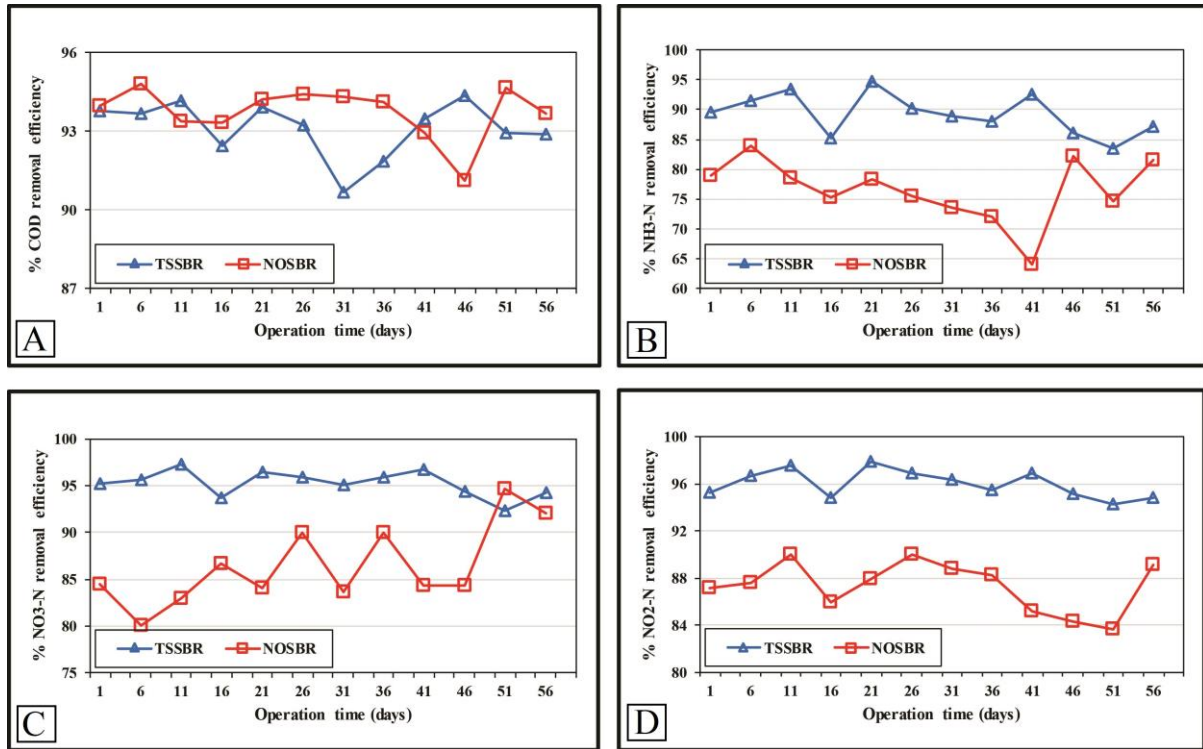 % COD removal efficiency
96
93
90
87
TSSBR NOSBR
1 6 11 16 21 26 31 36 41 46 51 56
Operation time (days)
A
% NH3-N removal efficiency
100
95
90
85
80
75
70
65
60
TSSBR NOSBR
1 6 11 16 21 26 31 36 41 46 51 56
Operation time (days)
B
% NO3-N removal efficiency
100
95
90
85
80
75
TSSBR NOSBR
1 6 11 16 21 26 31 36 41 46 51 56
Operation time (days)
C
% NO2-N removal efficiency
100
96
92
88
84
80
TSSBR NOSBR
1 6 11 16 21 26 31 36 41 46 51 56
Operation time (days)
D